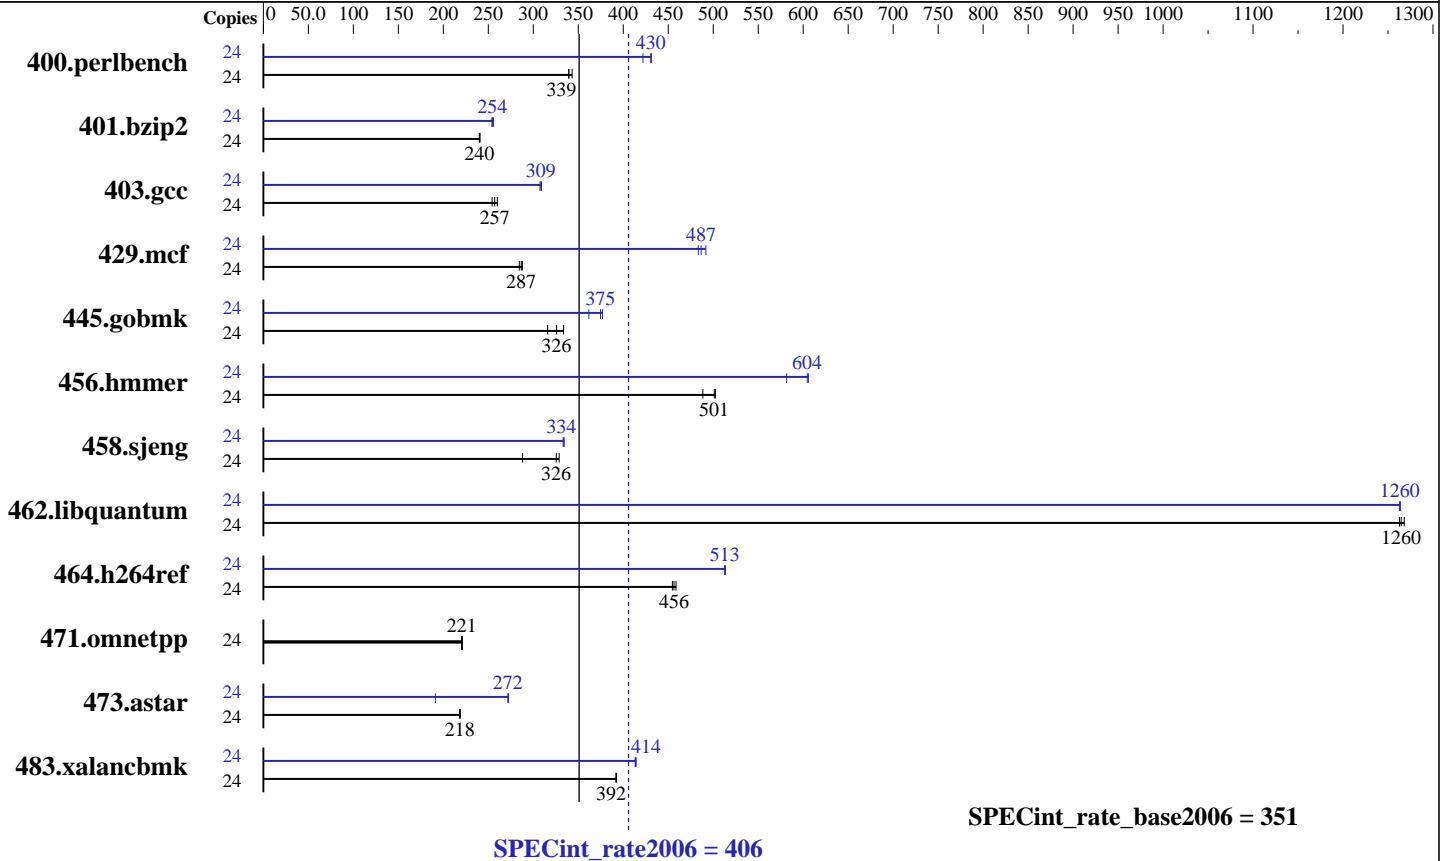 Copies 0 50.0 100 150 200 250 300 350 400 450 500 550 600 650 700 750 800 850 900 950 1000 1100 1200 1300
400.perlbench 24 430
24 339
401.bzip2 24 254
24 240
403.gcc 24 309
24 257
429.mcf 24 487
24 287
445.gobmk 24 375
24 326
456.hmmer 24 604
24 501
458.sjeng 24 334
24 326
462.libquantum 24 1260
24 1260
464.h264ref 24 513
24 456
471.omnetpp 24 221
473.astar 24 272
24 218
483.xalancbmk 24 414
24 392
SPECint_rate_base2006 = 351
SPECint_rate2006 = 406